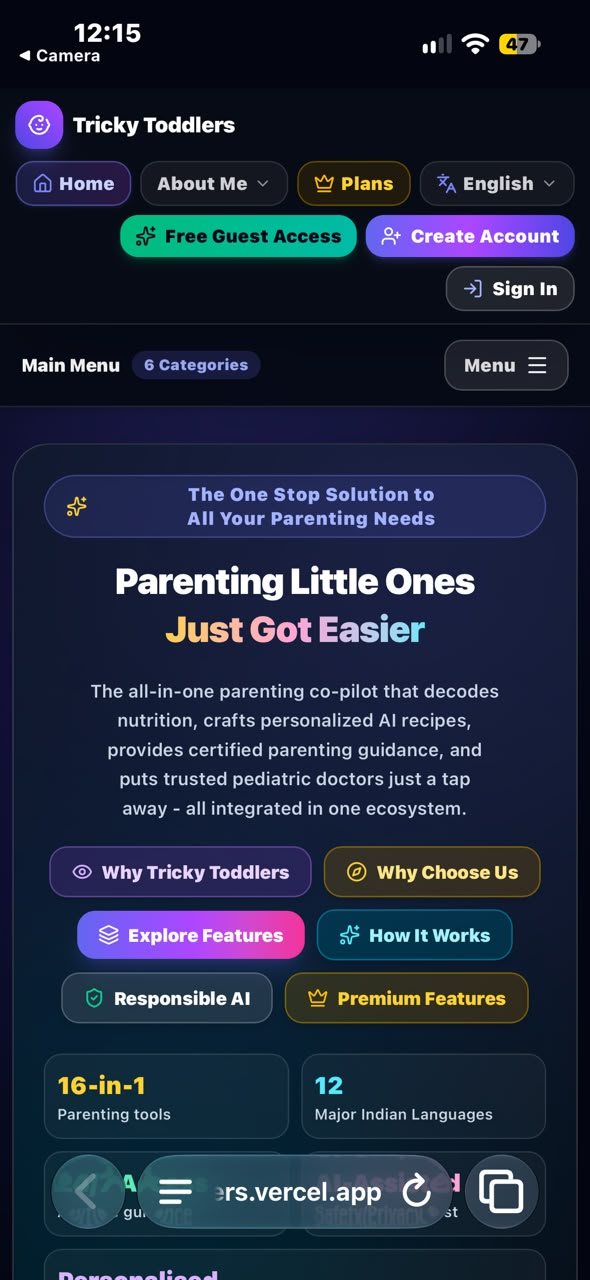 12:15
◀ Camera
47
Tricky Toddlers
Home
About Me
Plans
English
Free Guest Access
Create Account
Sign In
Main Menu
6 Categories
Menu
The One Stop Solution to
All Your Parenting Needs
Parenting Little Ones
Just Got Easier
The all-in-one parenting co-pilot that decodes
nutrition, crafts personalized AI recipes,
provides certified parenting guidance, and
puts trusted pediatric doctors just a tap
away - all integrated in one ecosystem.
Why Tricky Toddlers
Why Choose Us
Explore Features
How It Works
Responsible AI
Premium Features
16-in-1
Parenting tools
12
Major Indian Languages
AI-Assisted
ers.vercel.app
Personalised